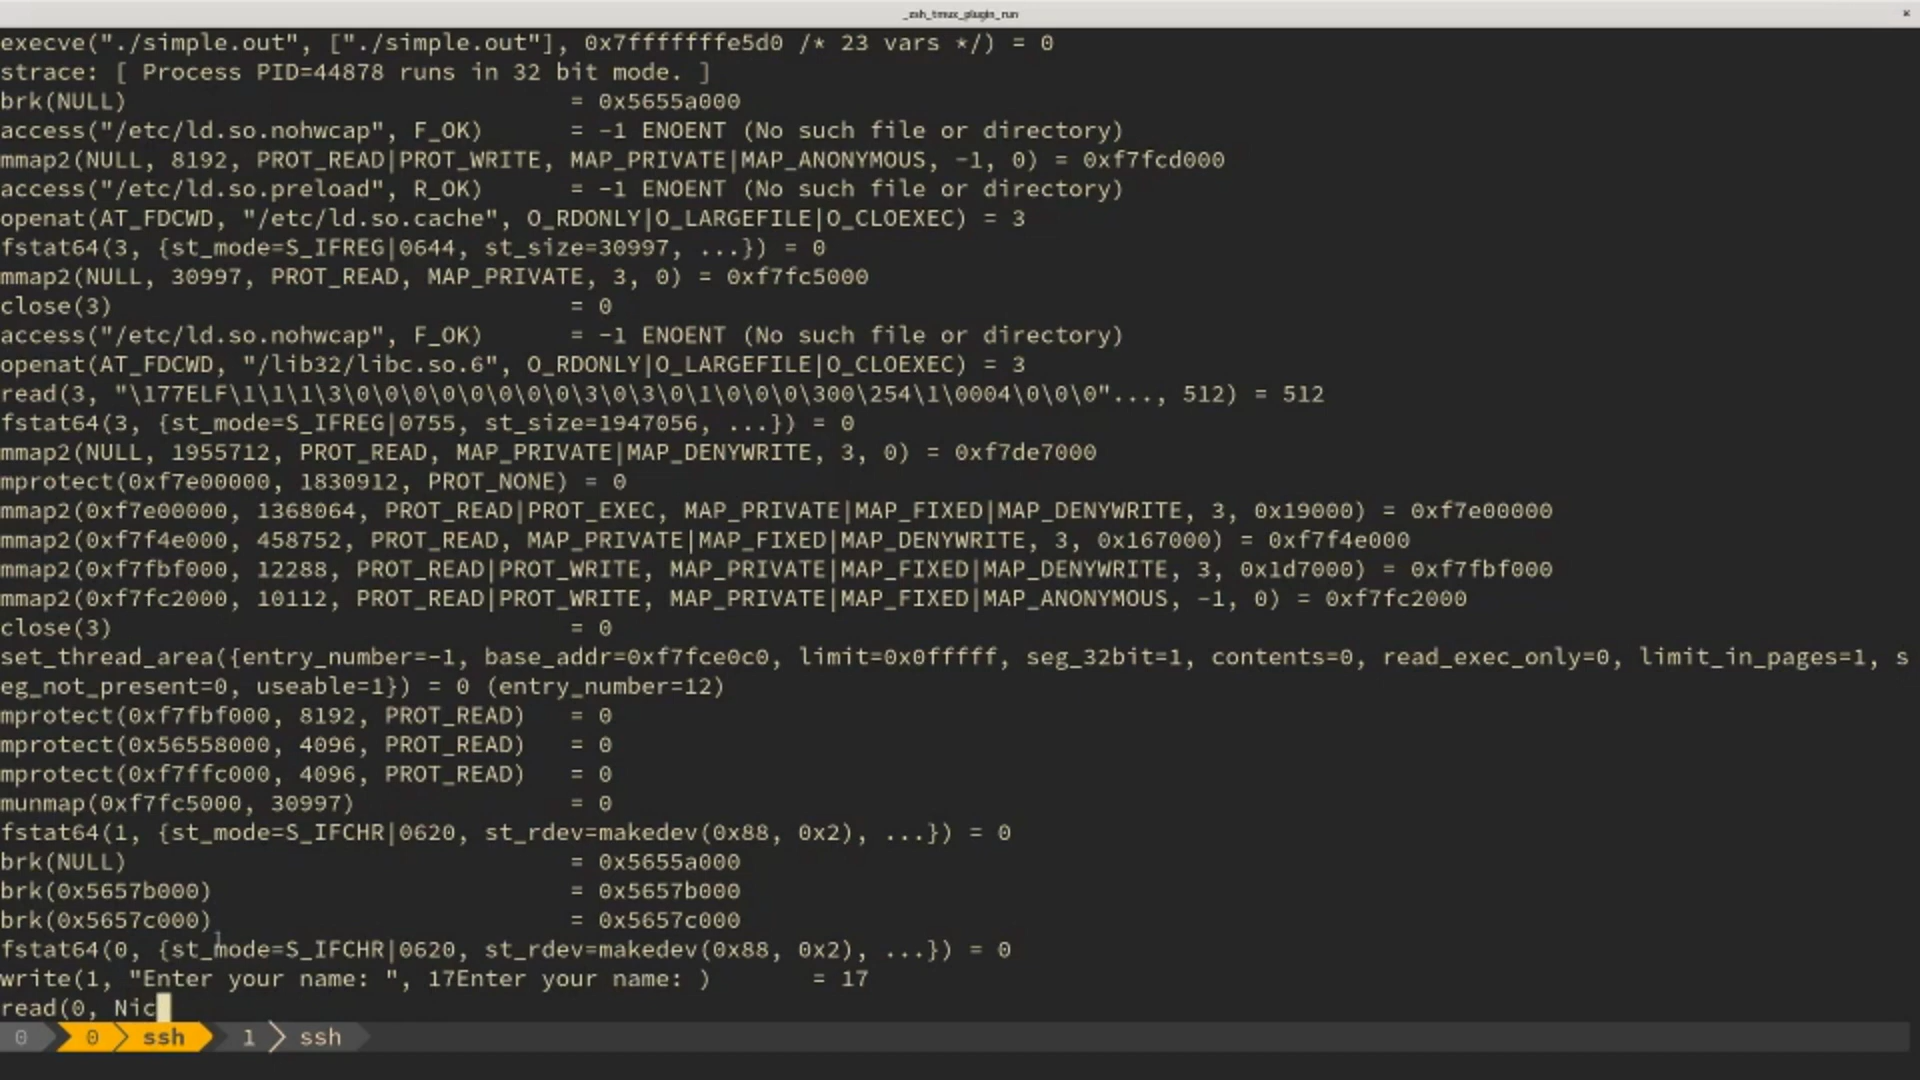 _zsh_tmux_plugin_run ×
execve("./simple.out", ["./simple.out"], 0x7fffffffe5d0 /* 23 vars */) = 0
strace: [ Process PID=44878 runs in 32 bit mode. ]
brk(NULL) = 0x5655a000
access("/etc/ld.so.nohwcap", F_OK) = -1 ENOENT (No such file or directory)
mmap2(NULL, 8192, PROT_READ|PROT_WRITE, MAP_PRIVATE|MAP_ANONYMOUS, -1, 0) = 0xf7fcd000
access("/etc/ld.so.preload", R_OK) = -1 ENOENT (No such file or directory)
openat(AT_FDCWD, "/etc/ld.so.cache", O_RDONLY|O_LARGEFILE|O_CLOEXEC) = 3
fstat64(3, {st_mode=S_IFREG|0644, st_size=30997, ...}) = 0
mmap2(NULL, 30997, PROT_READ, MAP_PRIVATE, 3, 0) = 0xf7fc5000
close(3) = 0
access("/etc/ld.so.nohwcap", F_OK) = -1 ENOENT (No such file or directory)
openat(AT_FDCWD, "/lib32/libc.so.6", O_RDONLY|O_LARGEFILE|O_CLOEXEC) = 3
read(3, "\177ELF\1\1\1\3\0\0\0\0\0\0\0\0\3\0\3\0\1\0\0\0\300\254\1\0004\0\0\0"..., 512) = 512
fstat64(3, {st_mode=S_IFREG|0755, st_size=1947056, ...}) = 0
mmap2(NULL, 1955712, PROT_READ, MAP_PRIVATE|MAP_DENYWRITE, 3, 0) = 0xf7de7000
mprotect(0xf7e00000, 1830912, PROT_NONE) = 0
mmap2(0xf7e00000, 1368064, PROT_READ|PROT_EXEC, MAP_PRIVATE|MAP_FIXED|MAP_DENYWRITE, 3, 0x19000) = 0xf7e00000
mmap2(0xf7f4e000, 458752, PROT_READ, MAP_PRIVATE|MAP_FIXED|MAP_DENYWRITE, 3, 0x167000) = 0xf7f4e000
mmap2(0xf7fbf000, 12288, PROT_READ|PROT_WRITE, MAP_PRIVATE|MAP_FIXED|MAP_DENYWRITE, 3, 0x1d7000) = 0xf7fbf000
mmap2(0xf7fc2000, 10112, PROT_READ|PROT_WRITE, MAP_PRIVATE|MAP_FIXED|MAP_ANONYMOUS, -1, 0) = 0xf7fc2000
close(3) = 0
set_thread_area({entry_number=-1, base_addr=0xf7fce0c0, limit=0x0fffff, seg_32bit=1, contents=0, read_exec_only=0, limit_in_pages=1, s
eg_not_present=0, useable=1}) = 0 (entry_number=12)
mprotect(0xf7fbf000, 8192, PROT_READ) = 0
mprotect(0x56558000, 4096, PROT_READ) = 0
mprotect(0xf7ffc000, 4096, PROT_READ) = 0
munmap(0xf7fc5000, 30997) = 0
fstat64(1, {st_mode=S_IFCHR|0620, st_rdev=makedev(0x88, 0x2), ...}) = 0
brk(NULL) = 0x5655a000
brk(0x5657b000) = 0x5657b000
brk(0x5657c000) = 0x5657c000
fstat64(0, {st_mode=S_IFCHR|0620, st_rdev=makedev(0x88, 0x2), ...}) = 0
write(1, "Enter your name: ", 17Enter your name: ) = 17
read(0, Nic
0 0 ssh 1 ssh